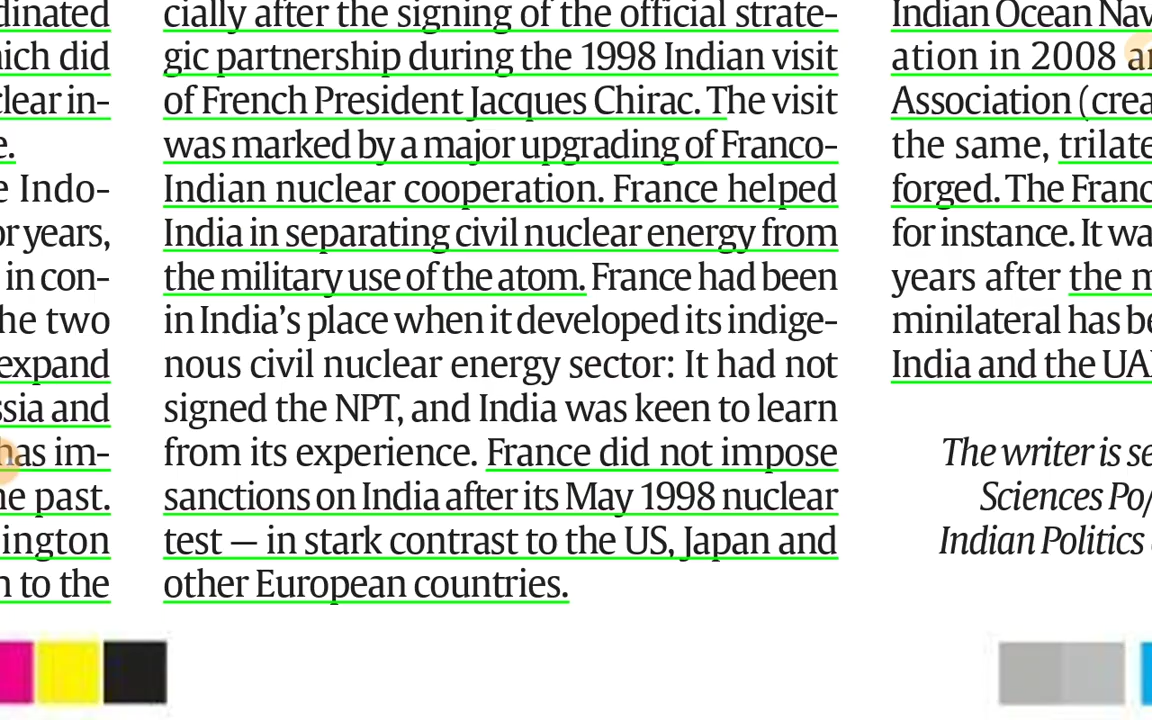 dinated
did
clear in-
e.
e Indo-
or years,
in con-
he two
expand
ssia and
has im-
he past.
ington
n to the
cially after the signing of the official strate-
gic partnership during the 1998 Indian visit
of French President Jacques Chirac. The visit
was marked by a major upgrading of Franco-
Indian nuclear cooperation. France helped
India in separating civil nuclear energy from
the military use of the atom. France had been
in India’s place when it developed its indige-
nous civil nuclear energy sector: It had not
signed the NPT, and India was keen to learn
from its experience. France did not impose
sanctions on India after its May 1998 nuclear
test — in stark contrast to the US, Japan and
other European countries.
Indian Ocean Nav
ation in 2008 a
Association (crea
the same, trilate
forged. The Franc
for instance. It wa
years after the m
minilateral has be
India and the UA
The writer is se
Sciences Po/
Indian Politics